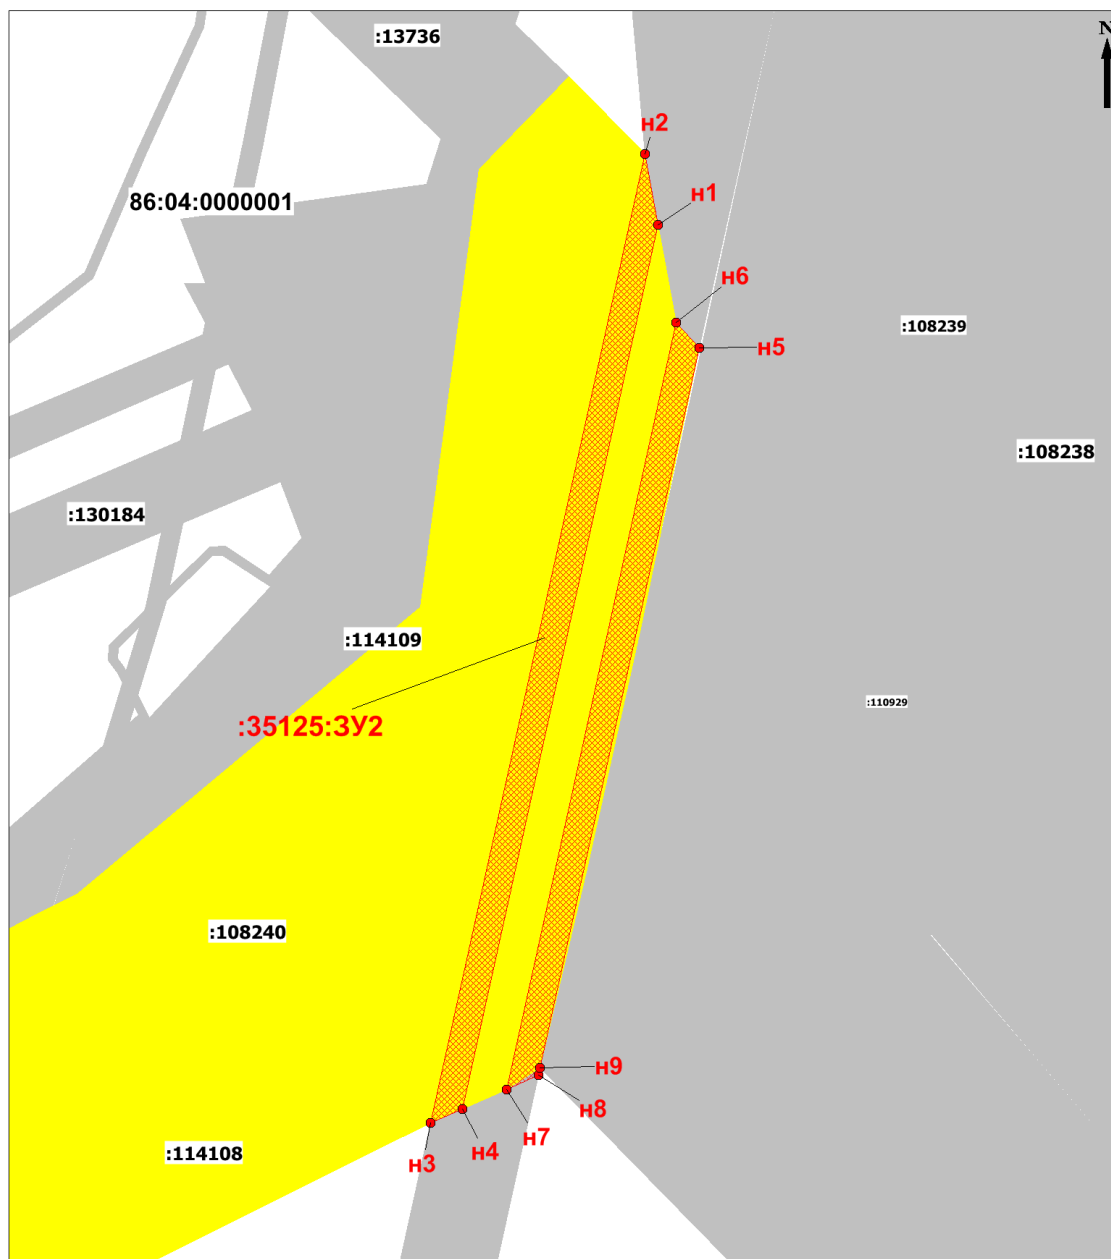 N
:13736
н2
86:04:0000001
н1
н6
:108239
н5
:108238
:130184
:114109
:110929
:35125:ЗУ2
:108240
н9
н8
н7
:114108
н4
н3